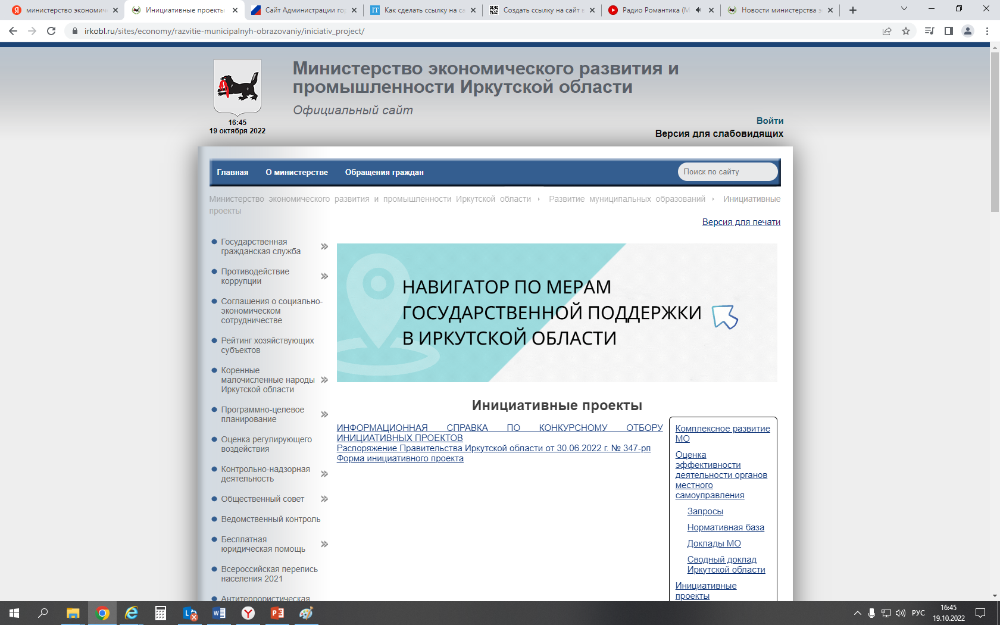 министерство экономич
Инициативные проекты
Сайт Администрации гор
Как сделать ссылку на са
Создать ссылку на сайт в
Радио Романтика (М
Новости министерства э
irkobl.ru/sites/economy/razvitie-municipalnyh-obrazovaniy/iniciativ_project/
Министерство экономического развития и
промышленности Иркутской области
Официальный сайт
16:45
19 октября 2022
Войти
Версия для слабовидящих
Главная
О министерстве
Обращения граждан
Поиск по сайту
Министерство экономического развития и промышленности Иркутской области Развитие муниципальных образований Инициативные
проекты
Версия для печати
Государственная
гражданская служба
Противодействие
коррупции
Соглашения о социально-
экономическом
сотрудничестве
Рейтинг хозяйствующих
субъектов
Коренные
малочисленные народы
Иркутской области
Программно-целевое
планирование
Оценка регулирующего
воздействия
Контрольно-надзорная
деятельность
Общественный совет
Ведомственный контроль
Бесплатная
юридическая помощь
Всероссийская перепись
населения 2021
Антитеррористическая
НАВИГАТОР ПО МЕРАМ
ГОСУДАРСТВЕННОЙ ПОДДЕРЖКИ
В ИРКУТСКОЙ ОБЛАСТИ
Инициативные проекты
ИНФОРМАЦИОННАЯ СПРАВКА ПО КОНКУРСНОМУ ОТБОРУ
ИНИЦИАТИВНЫХ ПРОЕКТОВ
Распоряжение Правительства Иркутской области от 30.06.2022 г. № 347-рп
Форма инициативного проекта
Комплексное развитие
МО
Оценка
эффективности
деятельности органов
местного
самоуправления
Запросы
Нормативная база
Доклады МО
Сводный доклад
Иркутской области
Инициативные
проекты
РУС
16:45
19.10.2022